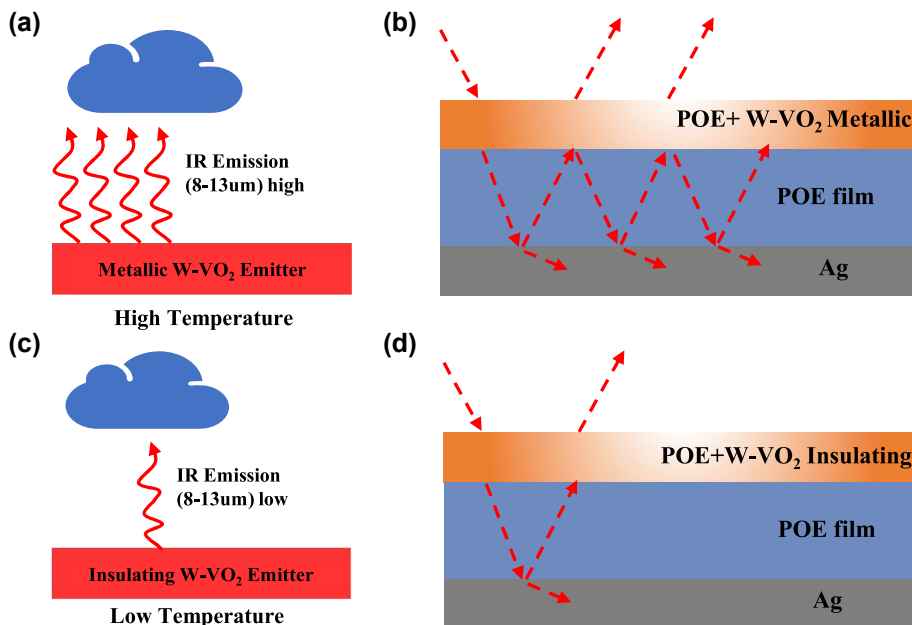 (a)
IR Emission
(8-13um) high
Metallic W-VO₂ Emitter
High Temperature
(b)
POE+ W-VO₂ Metallic
POE film
Ag
(c)
IR Emission
(8-13um) low
Insulating W-VO₂ Emitter
Low Temperature
(d)
POE+W-VO₂ Insulating
POE film
Ag